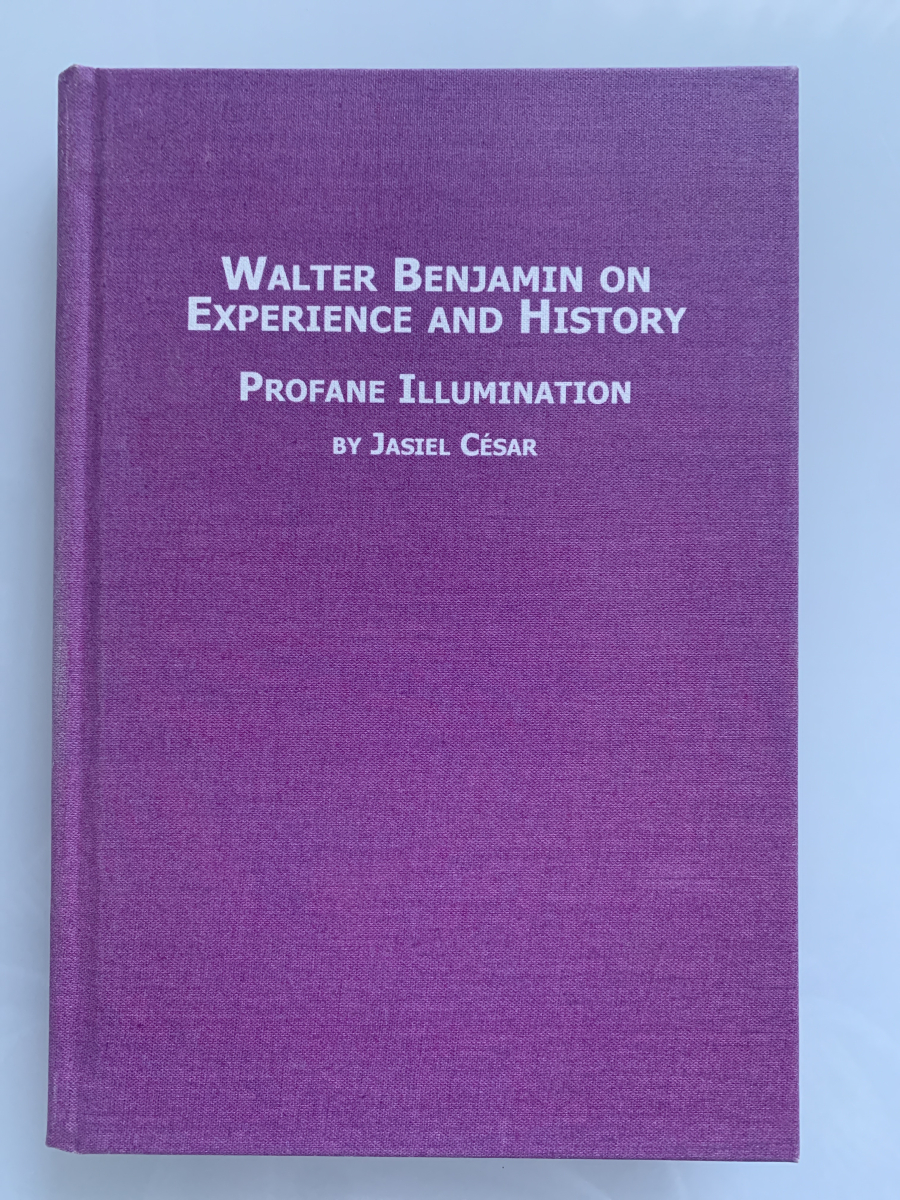 Walter Benjamin on
Experience and History
Profane Illumination
by Jasiel César